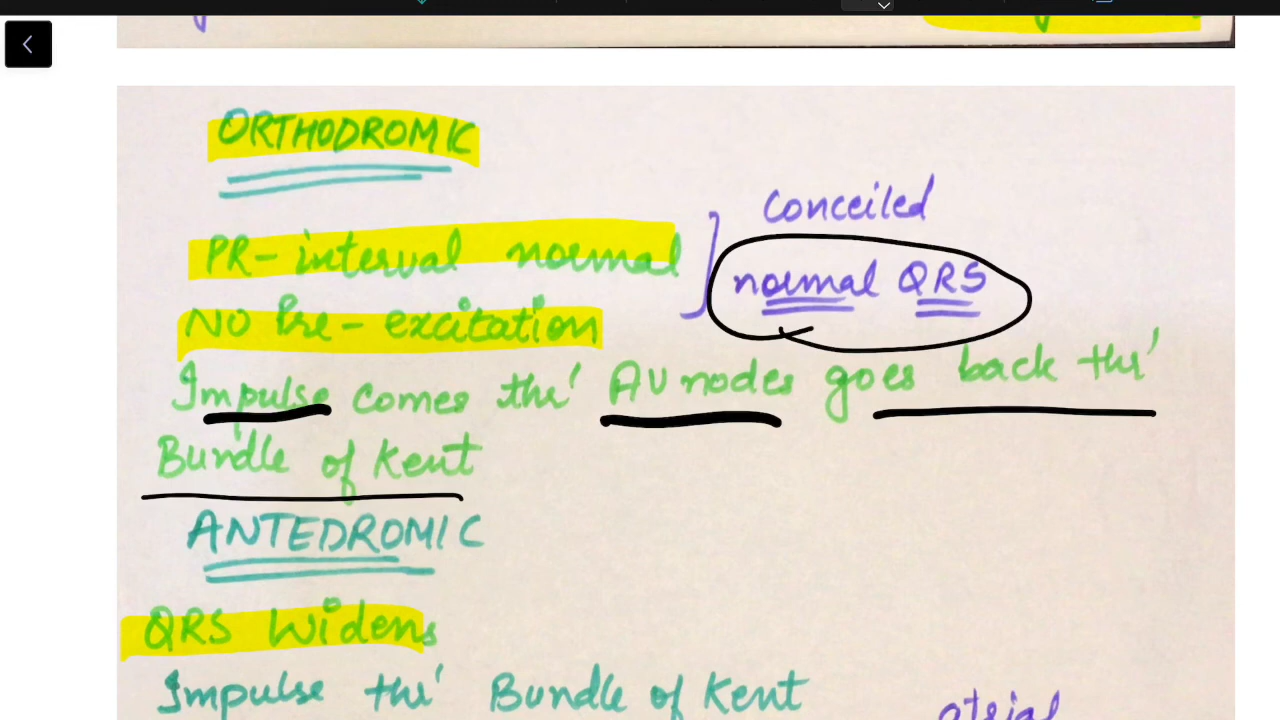 ORTHODROMIC
PR-interval normal
Conceiled
NO Pre-excitation
normal QRS
Impulse comes thr' AV nodes goes back thr'
Bundle of Kent
ANTEDROMIC
QRS Widens
Impulse thr' Bundle of Kent
atrial